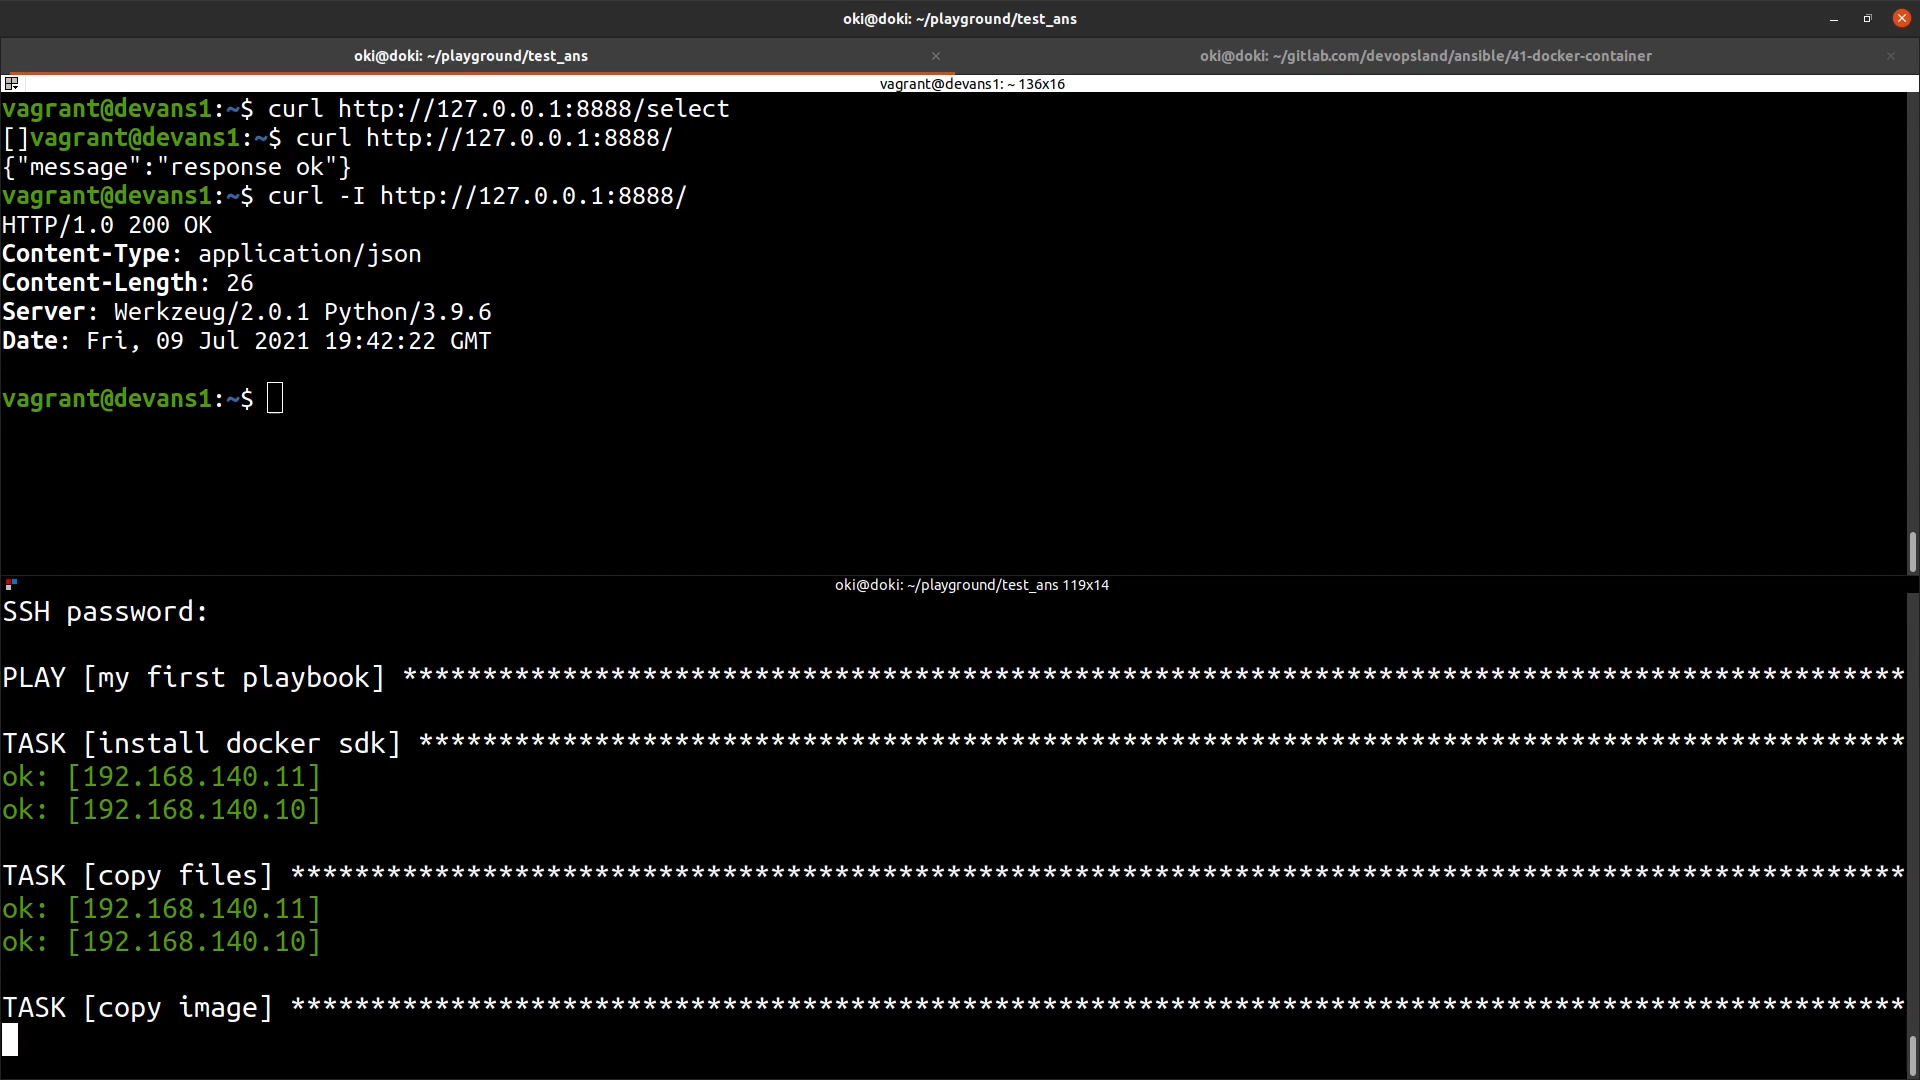 oki@doki: ~/playground/test_ans
oki@doki: ~/playground/test_ans
oki@doki: ~/gitlab.com/devopsland/ansible/41-docker-container
vagrant@devans1: ~ 136x16
vagrant@devans1:~$ curl http://127.0.0.1:8888/select
[]vagrant@devans1:~$ curl http://127.0.0.1:8888/
{"message":"response ok"}
vagrant@devans1:~$ curl -I http://127.0.0.1:8888/
HTTP/1.0 200 OK
Content-Type: application/json
Content-Length: 26
Server: Werkzeug/2.0.1 Python/3.9.6
Date: Fri, 09 Jul 2021 19:42:22 GMT
vagrant@devans1:~$
oki@doki: ~/playground/test_ans 119x14
SSH password:
PLAY [my first playbook] **********************************************************************************************
TASK [install docker sdk] *********************************************************************************************
ok: [192.168.140.11]
ok: [192.168.140.10]
TASK [copy files] *****************************************************************************************************
ok: [192.168.140.11]
ok: [192.168.140.10]
TASK [copy image] *****************************************************************************************************